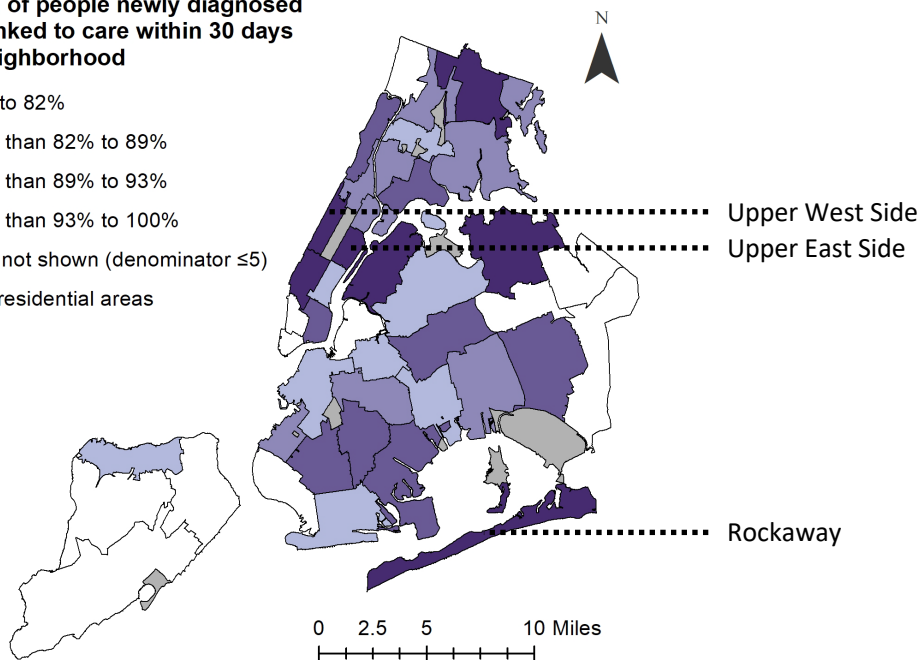 of people newly diagnosed
nked to care within 30 days
ighborhood
to 82%
than 82% to 89%
than 89% to 93%
than 93% to 100%
not shown (denominator ≤5)
residential areas
N
Upper West Side
Upper East Side
Rockaway
0 2.5 5 10 Miles